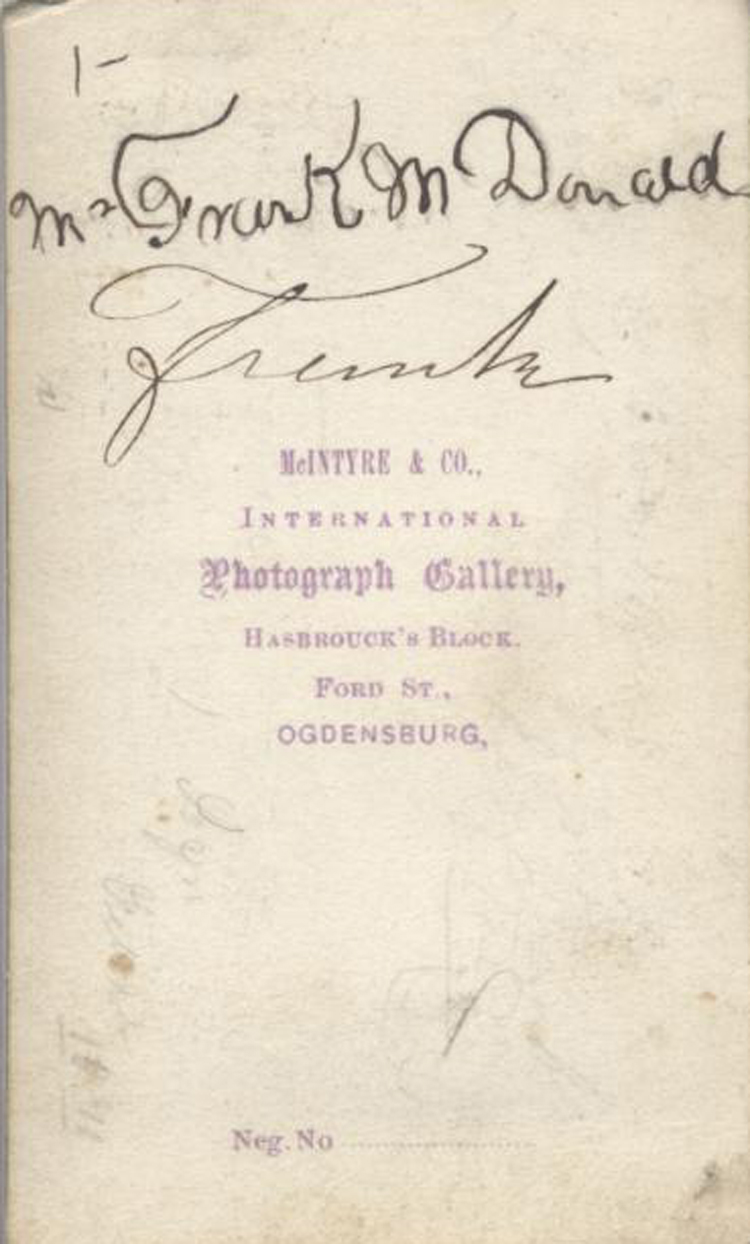 1-
Mr Frank McDonald
Frank
McINTYRE & CO.,
INTERNATIONAL
Photograph Gallery,
HASBROUCK'S BLOCK.
FORD ST.,
OGDENSBURG,
Neg. No